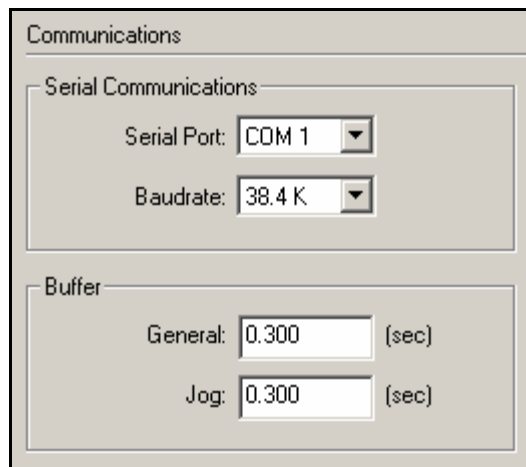 Communications
Serial Communications
Serial Port: COM 1
Baudrate: 38.4 K
Buffer
General: 0.300 (sec)
Jog: 0.300 (sec)